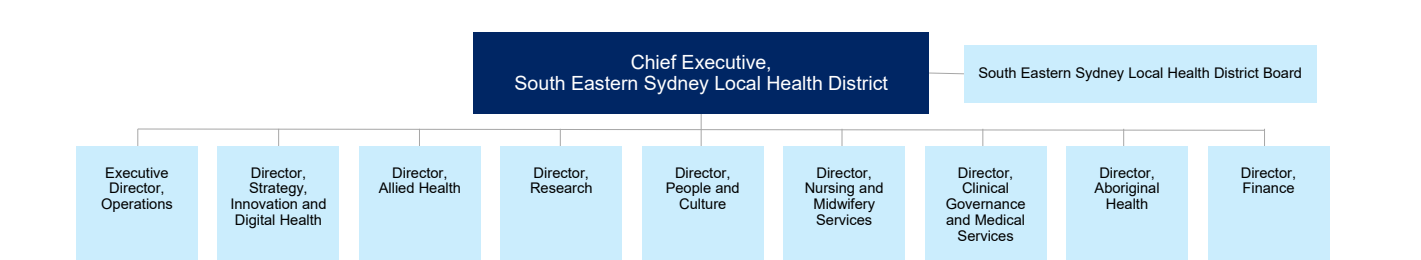 Chief Executive,
South Eastern Sydney Local Health District
South Eastern Sydney Local Health District Board
Executive
Director,
Operations
Director,
Strategy,
Innovation and
Digital Health
Director,
Allied Health
Director,
Research
Director,
People and
Culture
Director,
Nursing and
Midwifery
Services
Director,
Clinical
Governance
and Medical
Services
Director,
Aboriginal
Health
Director,
Finance